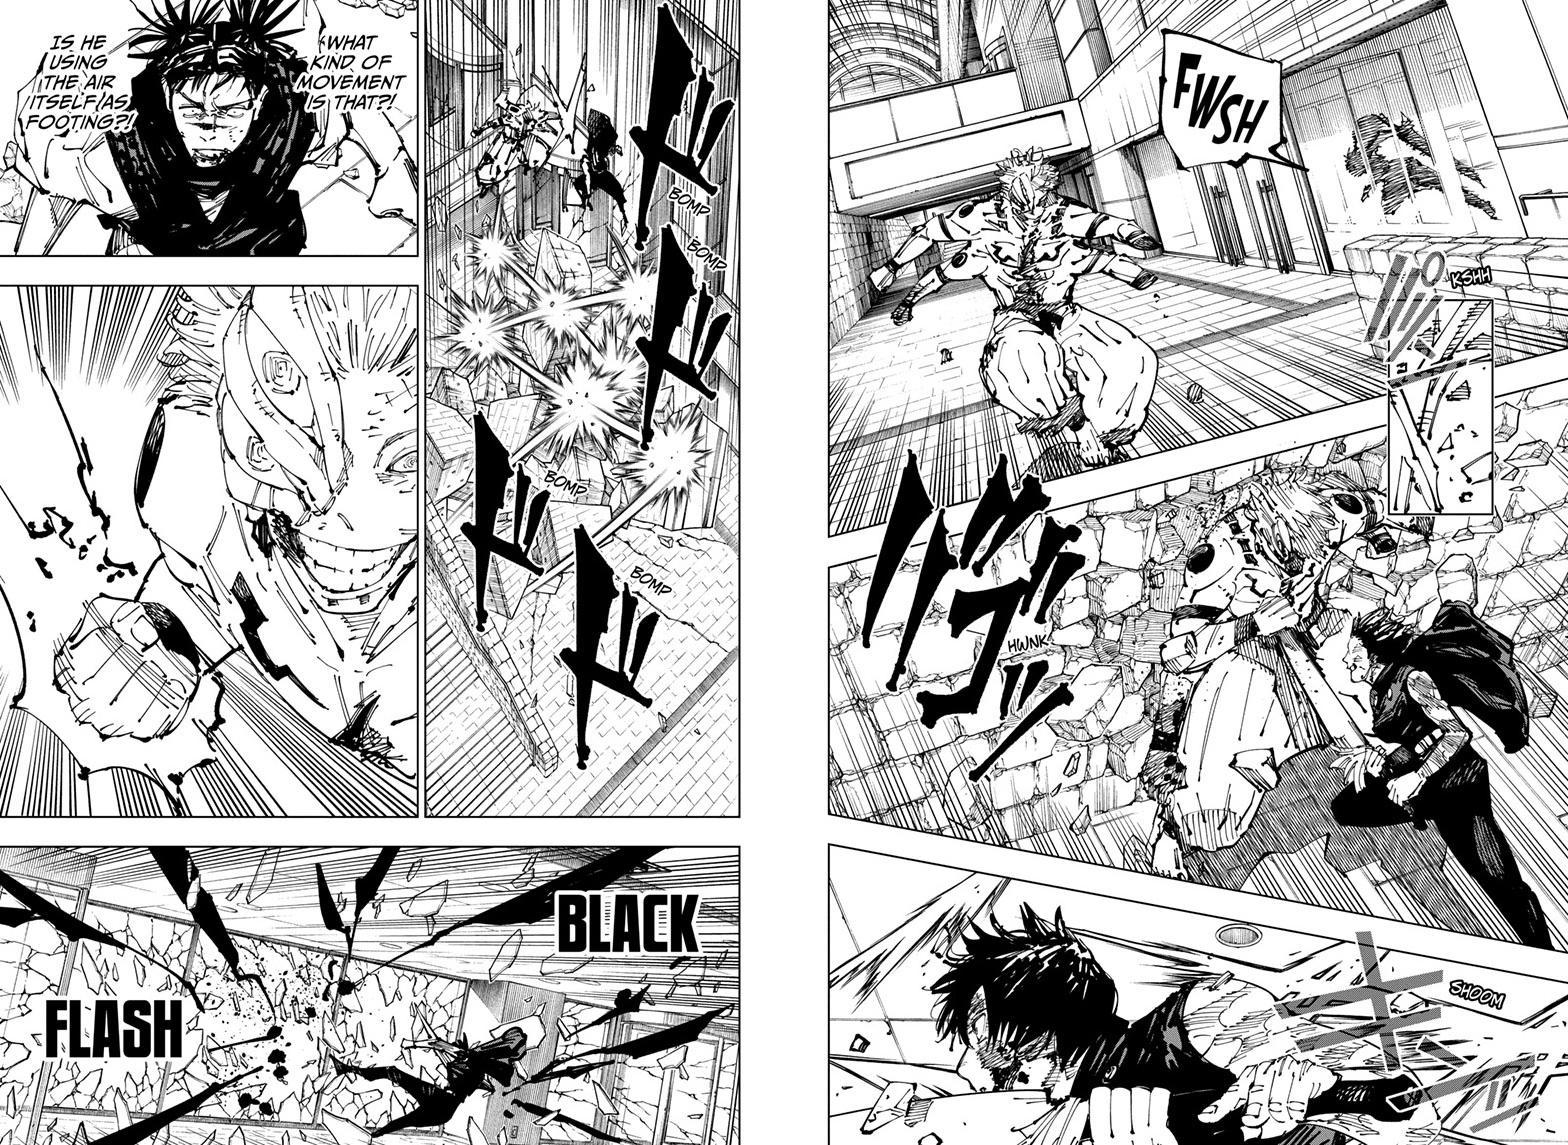 FWSH
KSHH
HWNK
SHOOM
ド
BOMP
ド
BOMP
ド
BOMP
ド
BOMP
WHAT
KIND OF
MOVEMENT
IS THAT?!
IS HE
USING
THE AIR
ITSELF AS
FOOTING?!
BLACK
FLASH